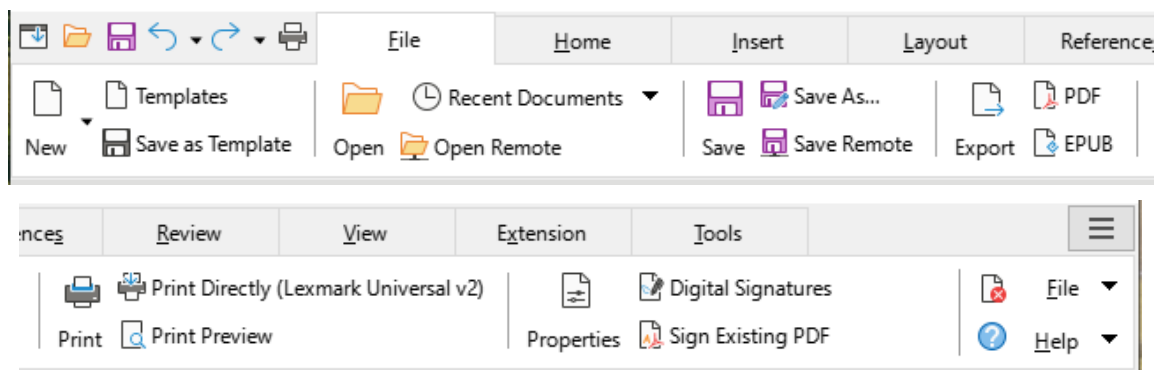 File Home Insert Layout Reference
Templates Recent Documents Save As... PDF
New Save as Template Open Open Remote Save Save Remote Export EPUB
nces Review View Extension Tools
Print Directly (Lexmark Universal v2) Digital Signatures File
Print Print Preview Properties Sign Existing PDF Help